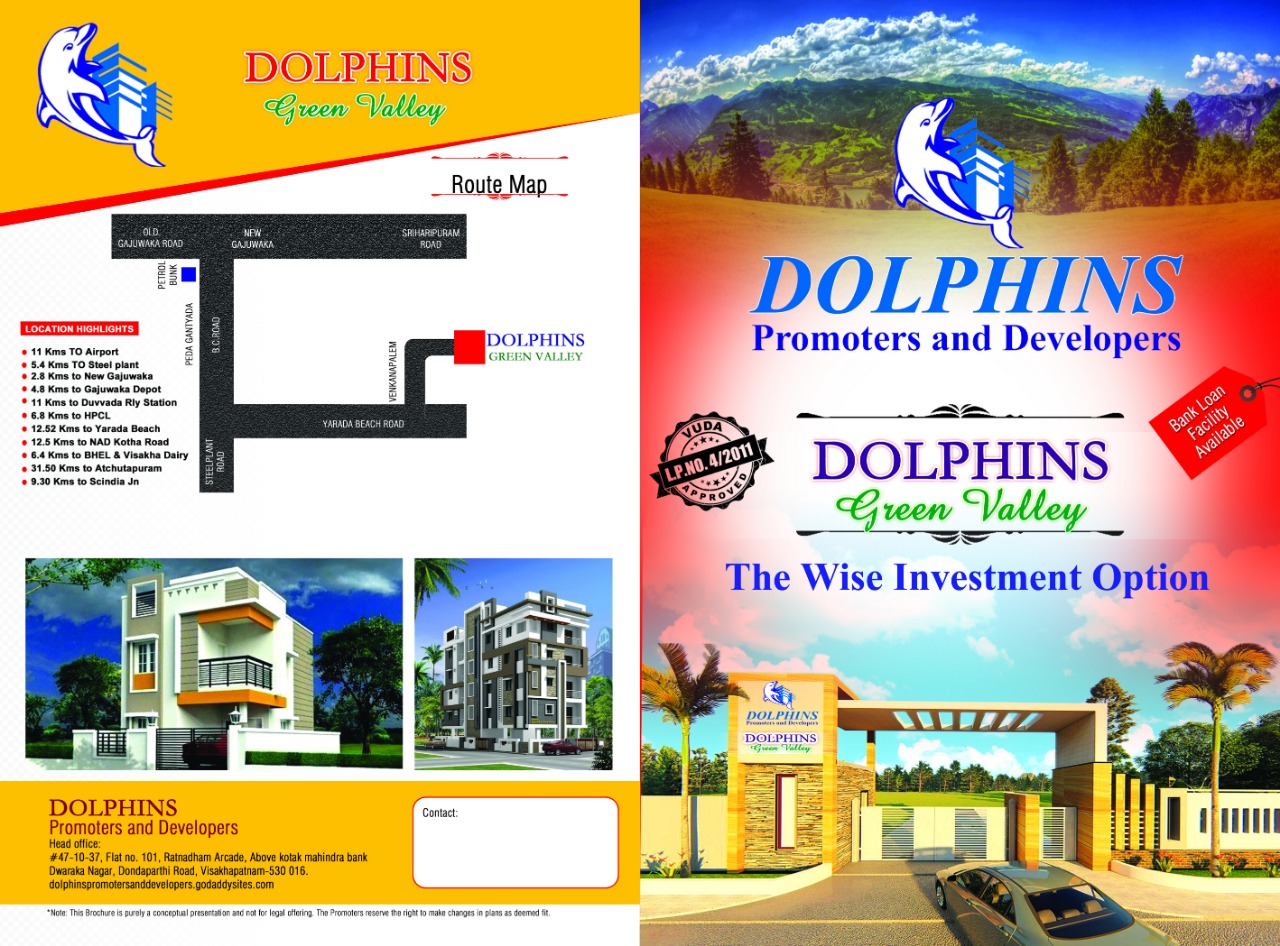 DOLPHINS
Green Valley
Route Map
OLD
GAJUWAKA ROAD
NEW
GAJUWAKA
SRIHARIPURAM
ROAD
PETROL
BUNK
PEDA GANTYADA
B.C.ROAD
VENKANAPALEM
DOLPHINS
GREEN VALLEY
YARADA BEACH ROAD
STEELPLANT
ROAD
LOCATION HIGHLIGHTS
11 Kms TO Airport
5.4 Kms TO Steel plant
2.8 Kms to New Gajuwaka
4.8 Kms to Gajuwaka Depot
11 Kms to Duvvada Rly Station
6.8 Kms to HPCL
12.52 Kms to Yarada Beach
12.5 Kms to NAD Kotha Road
6.4 Kms to BHEL & Visakha Dairy
31.50 Kms to Atchutapuram
9.30 Kms to Scindia Jn
DOLPHINS
Promoters and Developers
Head office:
#47-10-37, Flat no. 101, Ratnadham Arcade, Above kotak mahindra bank
Dwaraka Nagar, Dondaparthi Road, Visakhapatnam-530 016.
dolphinspromotersanddevelopers.godaddysites.com
Contact:
*Note: This Brochure is purely a conceptual presentation and not for legal offering. The Promoters reserve the right to make changes in plans as deemed fit.
DOLPHINS
Promoters and Developers
Bank Loan
Facility
Available
VUDA
L.P.NO. 4/2011
APPROVED
DOLPHINS
Green Valley
The Wise Investment Option
DOLPHINS
Promoters and Developers
DOLPHINS
Green Valley